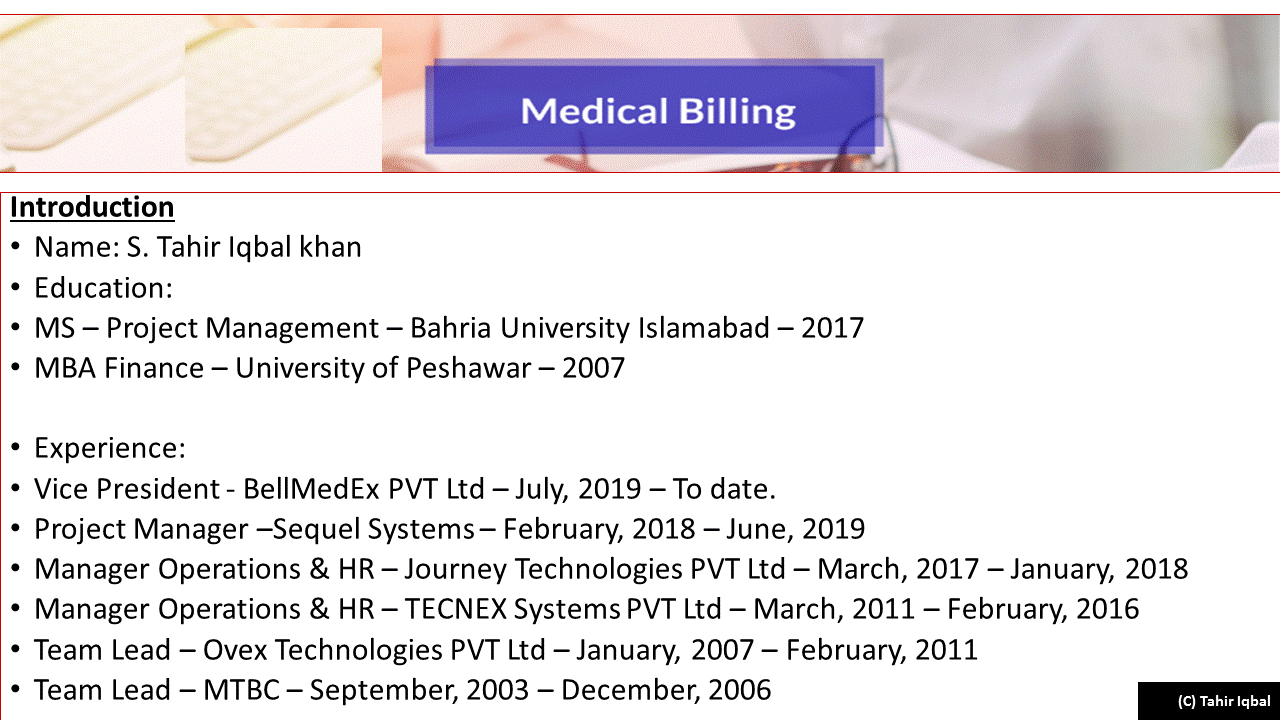 Medical Billing
Introduction
• Name: S. Tahir Iqbal khan
• Education:
• MS – Project Management – Bahria University Islamabad – 2017
• MBA Finance – University of Peshawar – 2007
• Experience:
• Vice President - BellMedEx PVT Ltd – July, 2019 – To date.
• Project Manager –Sequel Systems – February, 2018 – June, 2019
• Manager Operations & HR – Journey Technologies PVT Ltd – March, 2017 – January, 2018
• Manager Operations & HR – TECNEX Systems PVT Ltd – March, 2011 – February, 2016
• Team Lead – Ovex Technologies PVT Ltd – January, 2007 – February, 2011
• Team Lead – MTBC – September, 2003 – December, 2006
(C) Tahir Iqbal